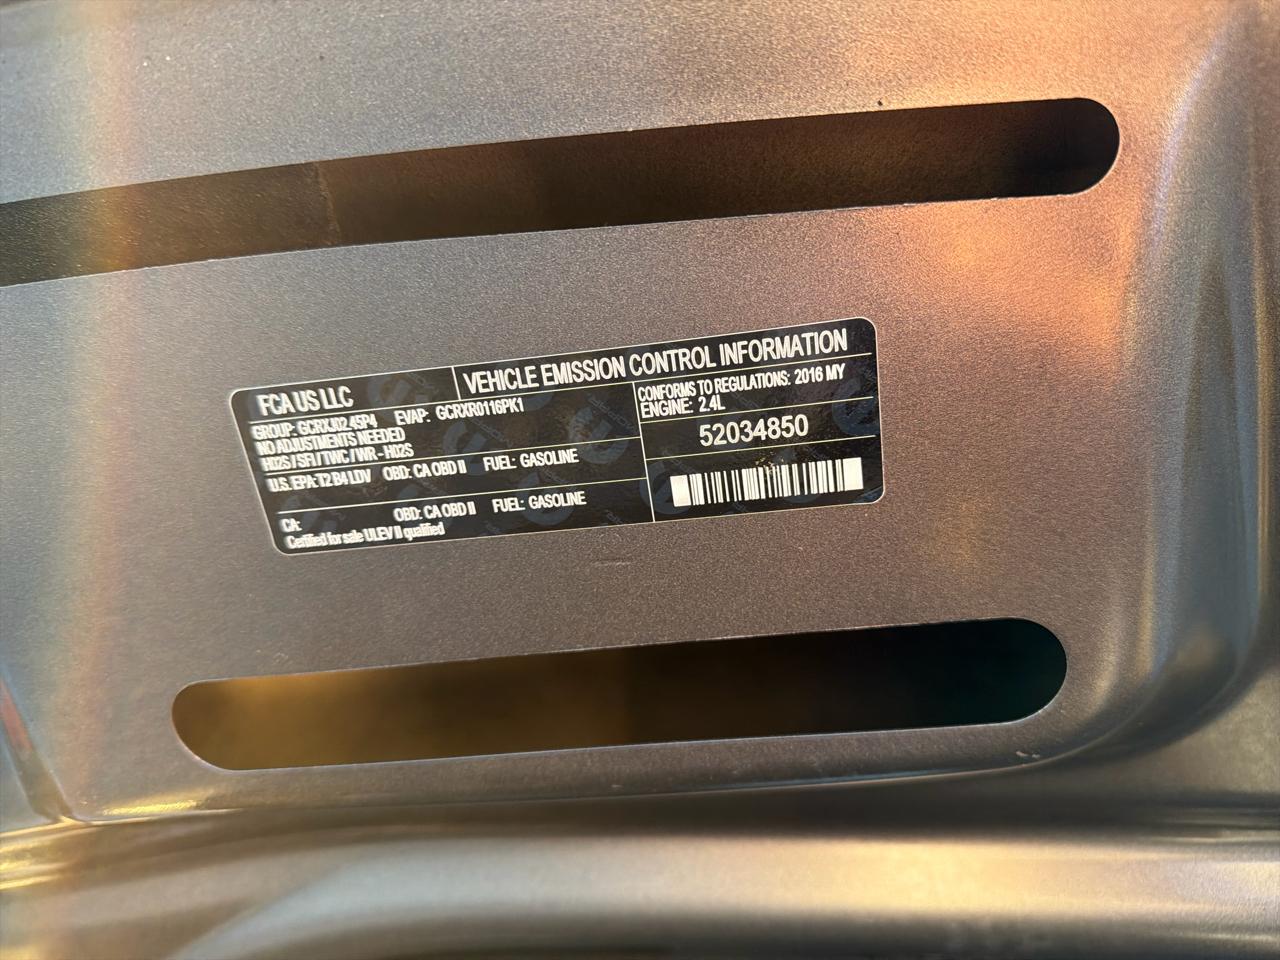 FCA US LLC
VEHICLE EMISSION CONTROL INFORMATION
GROUP: GCRXJ02.45P4 EVAP: GCRXR0116PK1
NO ADJUSTMENTS NEEDED
H02S / SFI / TWC / WR - H02S
U.S. EPA: T2 B4 LDV OBD: CA OBD II FUEL: GASOLINE
CA: OBD: CA OBD II FUEL: GASOLINE
Certified for sale ULEV II qualified
CONFORMS TO REGULATIONS: 2016 MY
ENGINE: 2.4L
52034850